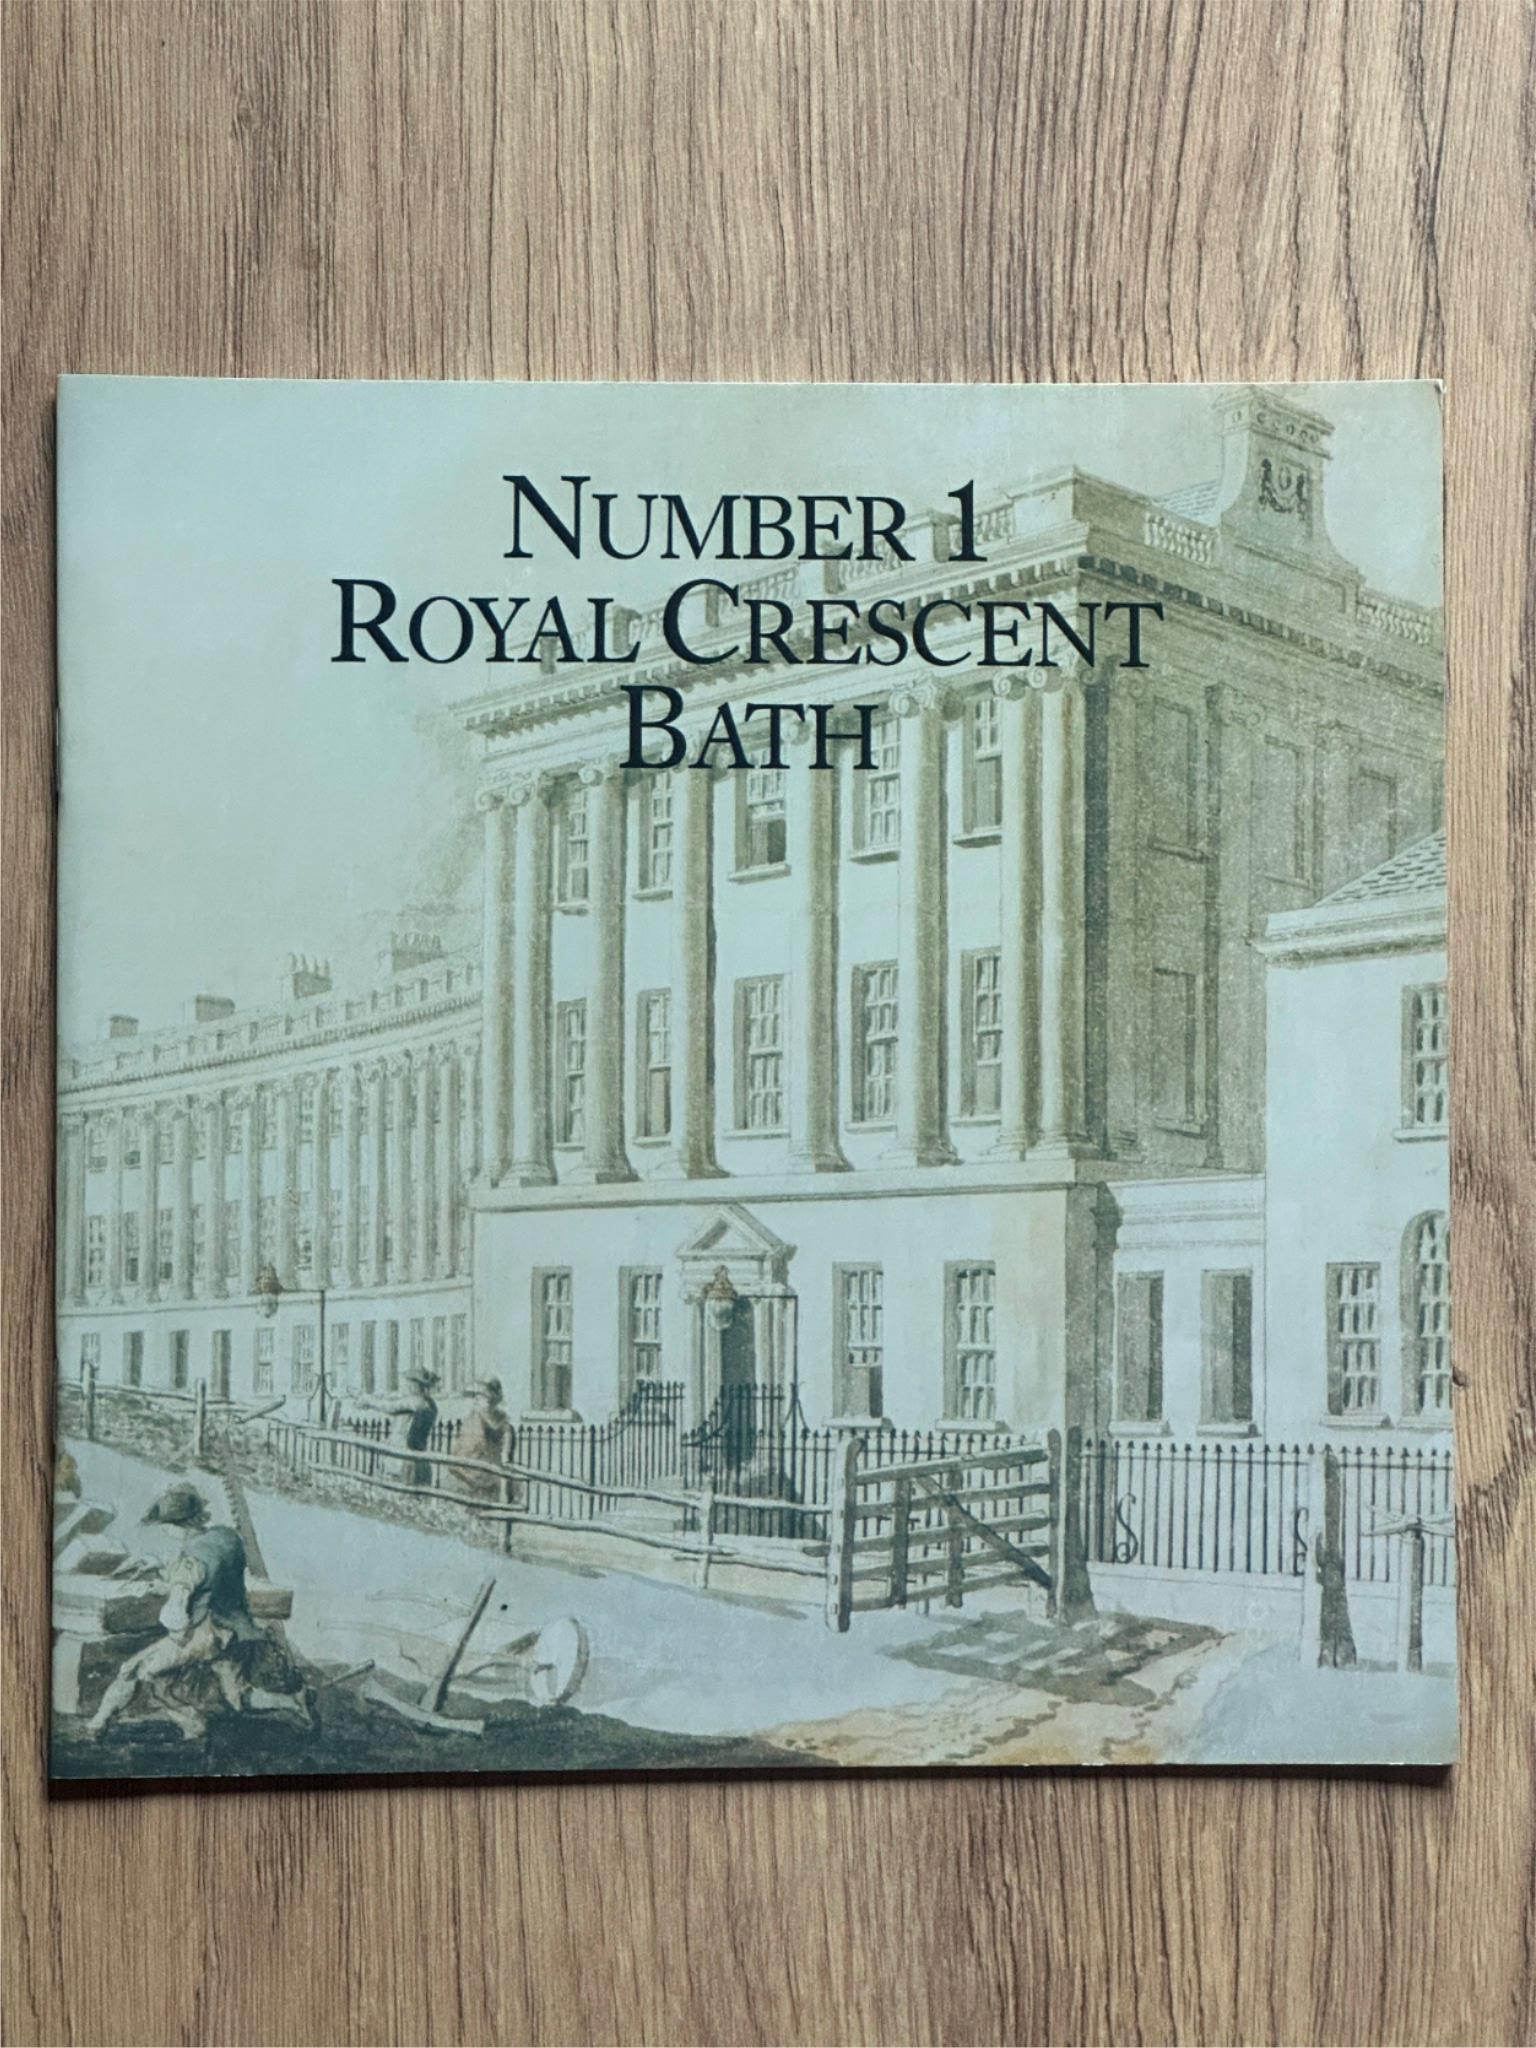 NUMBER 1
ROYAL CRESCENT
BATH